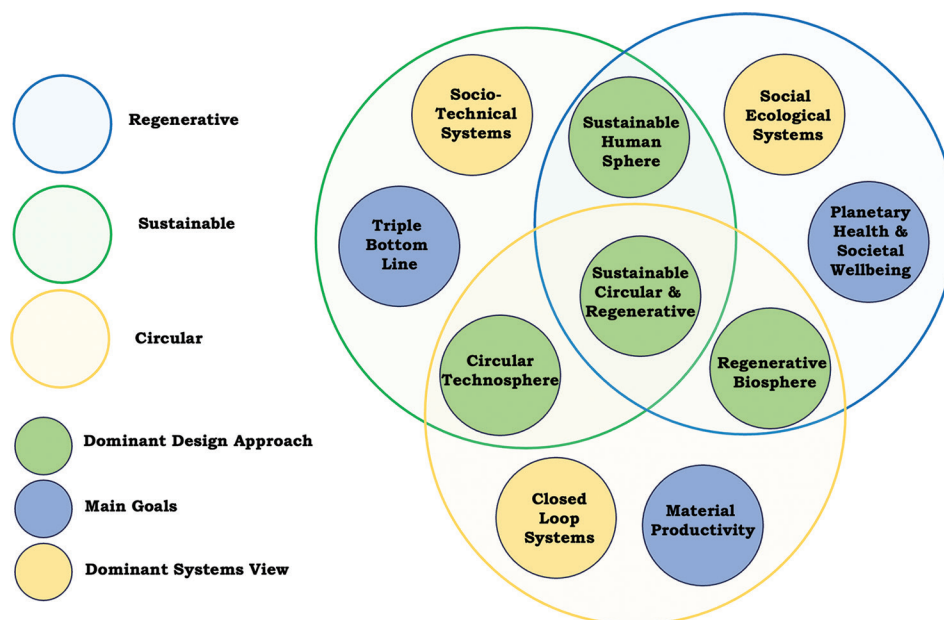 Regenerative
Sustainable
Circular
Dominant Design Approach
Main Goals
Dominant Systems View
Socio-
Technical
Systems
Sustainable
Human
Sphere
Social
Ecological
Systems
Triple
Bottom
Line
Planetary
Health &
Societal
Wellbeing
Sustainable
Circular &
Regenerative
Circular
Technosphere
Regenerative
Biosphere
Closed
Loop
Systems
Material
Productivity